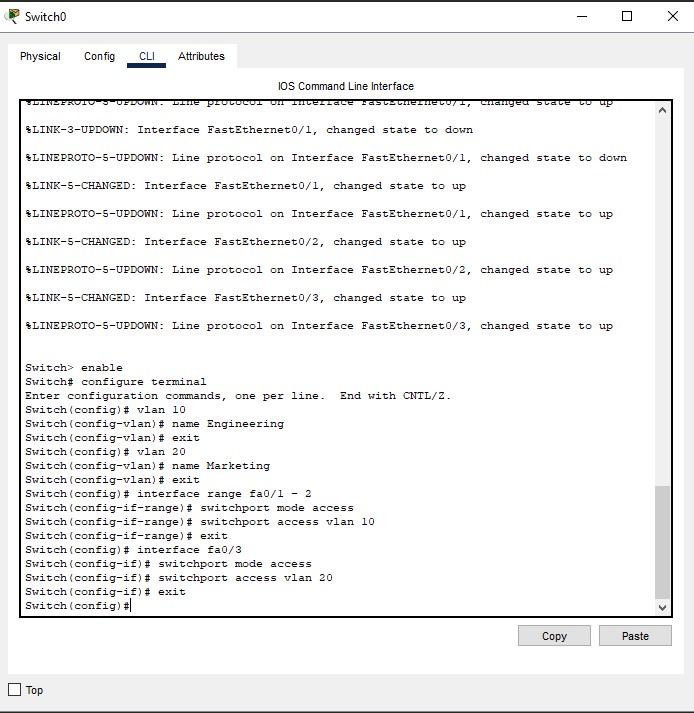 Switch0
Physical Config CLI Attributes
IOS Command Line Interface
%LINEPROTO-5-UPDOWN: Line protocol on Interface FastEthernet0/1, changed state to up
%LINK-3-UPDOWN: Interface FastEthernet0/1, changed state to down
%LINEPROTO-5-UPDOWN: Line protocol on Interface FastEthernet0/1, changed state to down
%LINK-5-CHANGED: Interface FastEthernet0/1, changed state to up
%LINEPROTO-5-UPDOWN: Line protocol on Interface FastEthernet0/1, changed state to up
%LINK-5-CHANGED: Interface FastEthernet0/2, changed state to up
%LINEPROTO-5-UPDOWN: Line protocol on Interface FastEthernet0/2, changed state to up
%LINK-5-CHANGED: Interface FastEthernet0/3, changed state to up
%LINEPROTO-5-UPDOWN: Line protocol on Interface FastEthernet0/3, changed state to up
Switch> enable
Switch# configure terminal
Enter configuration commands, one per line.  End with CNTL/Z.
Switch(config)# vlan 10
Switch(config-vlan)# name Engineering
Switch(config-vlan)# exit
Switch(config)# vlan 20
Switch(config-vlan)# name Marketing
Switch(config-vlan)# exit
Switch(config)# interface range fa0/1 - 2
Switch(config-if-range)# switchport mode access
Switch(config-if-range)# switchport access vlan 10
Switch(config-if-range)# exit
Switch(config)# interface fa0/3
Switch(config-if)# switchport mode access
Switch(config-if)# switchport access vlan 20
Switch(config-if)# exit
Switch(config)#
Copy Paste
Top